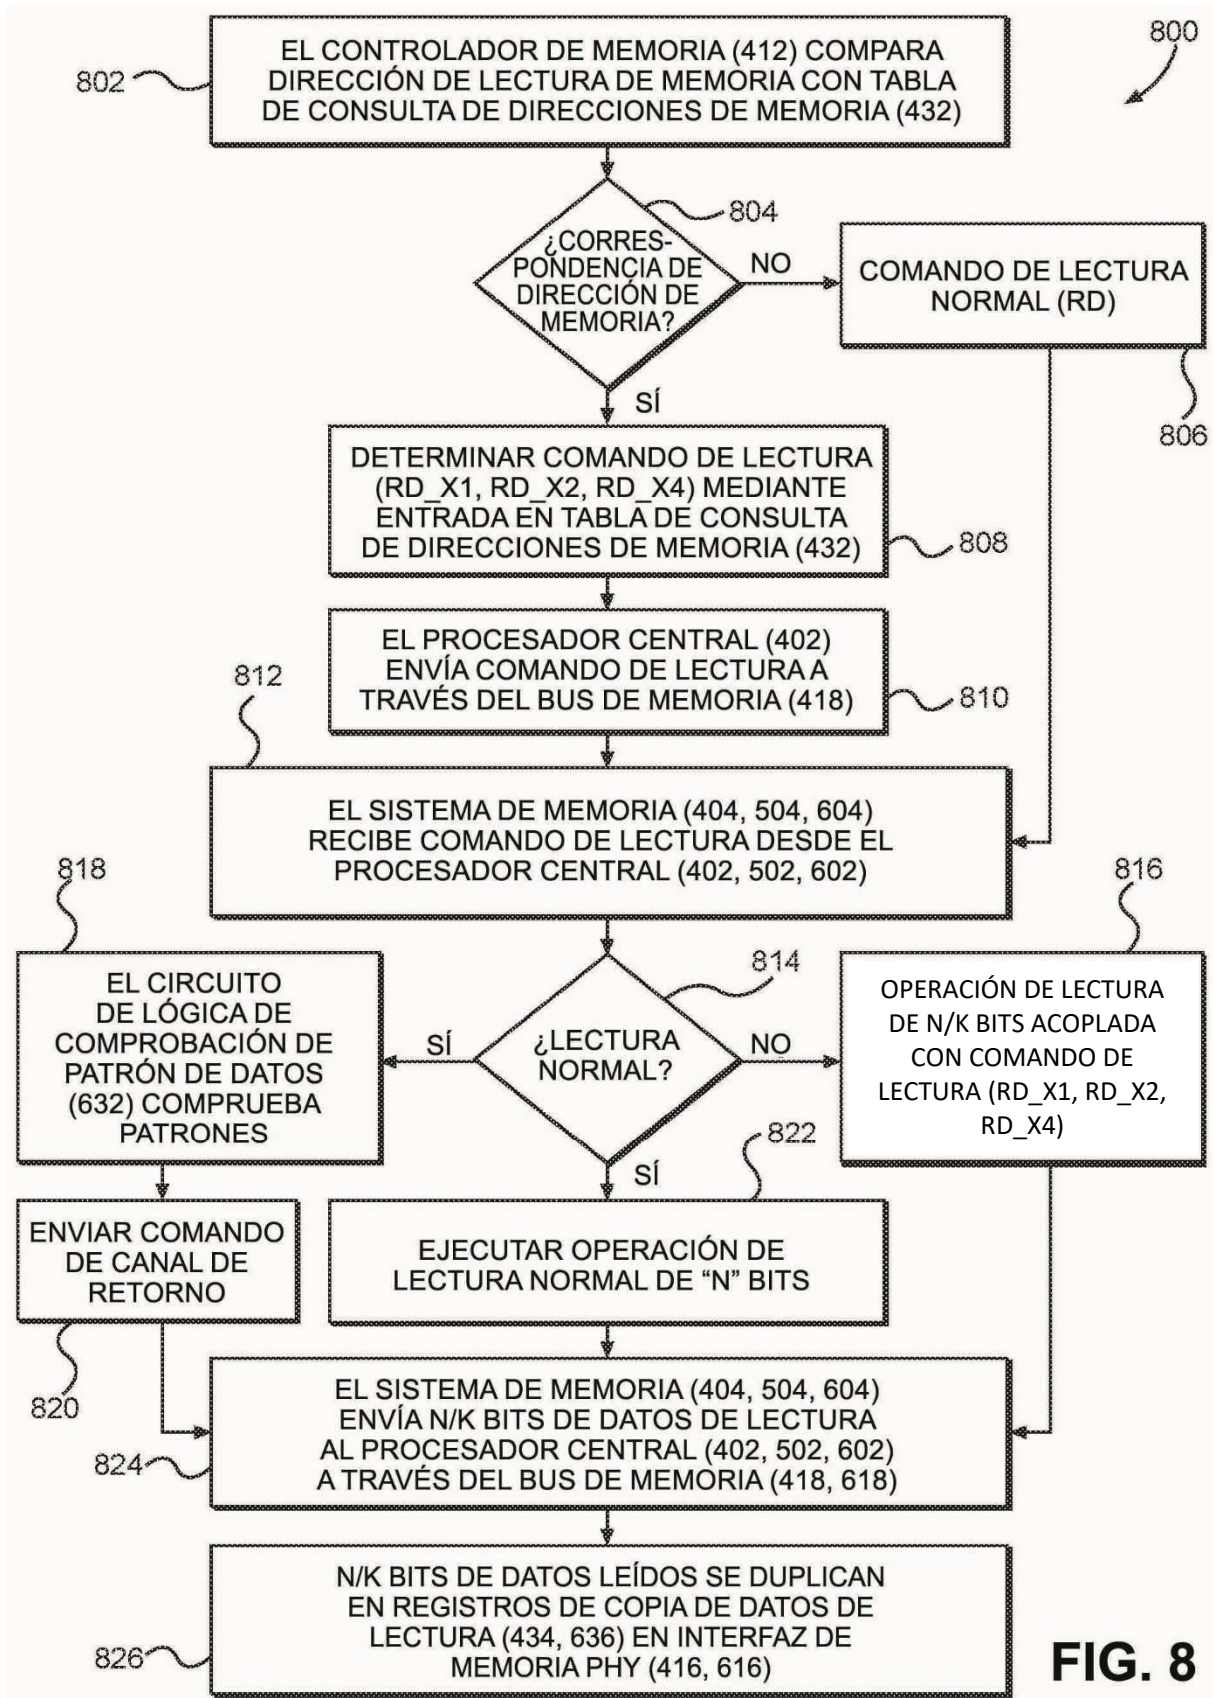 800
802
EL CONTROLADOR DE MEMORIA (412) COMPARA
DIRECCIÓN DE LECTURA DE MEMORIA CON TABLA
DE CONSULTA DE DIRECCIONES DE MEMORIA (432)
804
¿CORRES-
PONDENCIA DE
DIRECCIÓN DE
MEMORIA?
NO
COMANDO DE LECTURA
NORMAL (RD)
806
SÍ
DETERMINAR COMANDO DE LECTURA
(RD_X1, RD_X2, RD_X4) MEDIANTE
ENTRADA EN TABLA DE CONSULTA
DE DIRECCIONES DE MEMORIA (432)
808
EL PROCESADOR CENTRAL (402)
ENVÍA COMANDO DE LECTURA A
TRAVÉS DEL BUS DE MEMORIA (418)
810
812
EL SISTEMA DE MEMORIA (404, 504, 604)
RECIBE COMANDO DE LECTURA DESDE EL
PROCESADOR CENTRAL (402, 502, 602)
814
¿LECTURA
NORMAL?
SÍ
NO
SÍ
816
OPERACIÓN DE LECTURA
DE N/K BITS ACOPLADA
CON COMANDO DE
LECTURA (RD_X1, RD_X2,
RD_X4)
818
EL CIRCUITO
DE LÓGICA DE
COMPROBACIÓN DE
PATRÓN DE DATOS
(632) COMPRUEBA
PATRONES
ENVIAR COMANDO
DE CANAL DE
RETORNO
820
822
EJECUTAR OPERACIÓN DE
LECTURA NORMAL DE “N” BITS
824
EL SISTEMA DE MEMORIA (404, 504, 604)
ENVÍA N/K BITS DE DATOS DE LECTURA
AL PROCESADOR CENTRAL (402, 502, 602)
A TRAVÉS DEL BUS DE MEMORIA (418, 618)
826
N/K BITS DE DATOS LEÍDOS SE DUPLICAN
EN REGISTROS DE COPIA DE DATOS DE
LECTURA (434, 636) EN INTERFAZ DE
MEMORIA PHY (416, 616)
FIG. 8